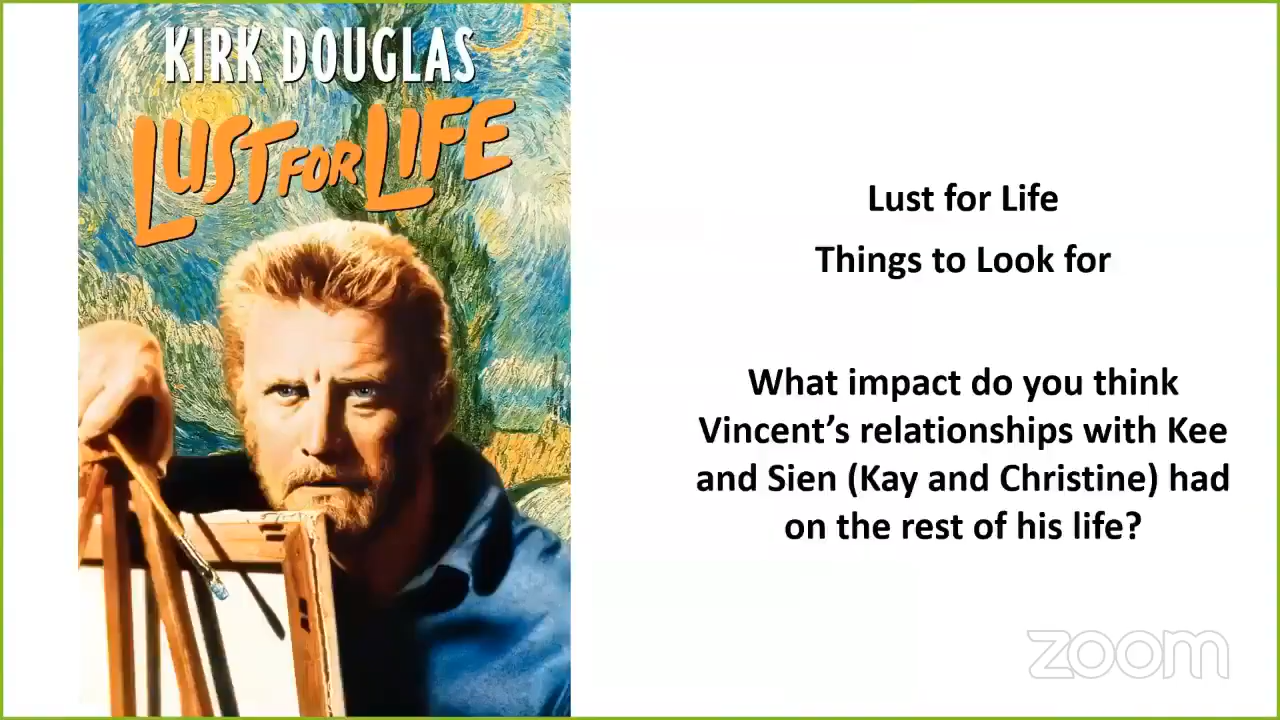 KIRK DOUGLAS
LUST FOR LIFE
Lust for Life
Things to Look for
What impact do you think
Vincent’s relationships with Kee
and Sien (Kay and Christine) had
on the rest of his life?
zoom